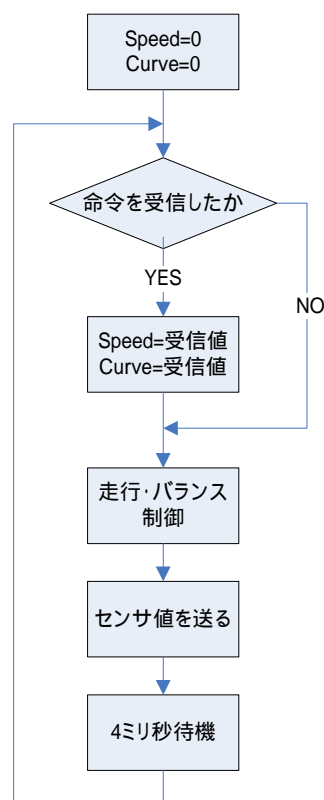 Speed=0
Curve=0
命令を受信したか
YES
NO
Speed=受信値
Curve=受信値
走行・バランス
制御
センサ値を送る
4ミリ秒待機